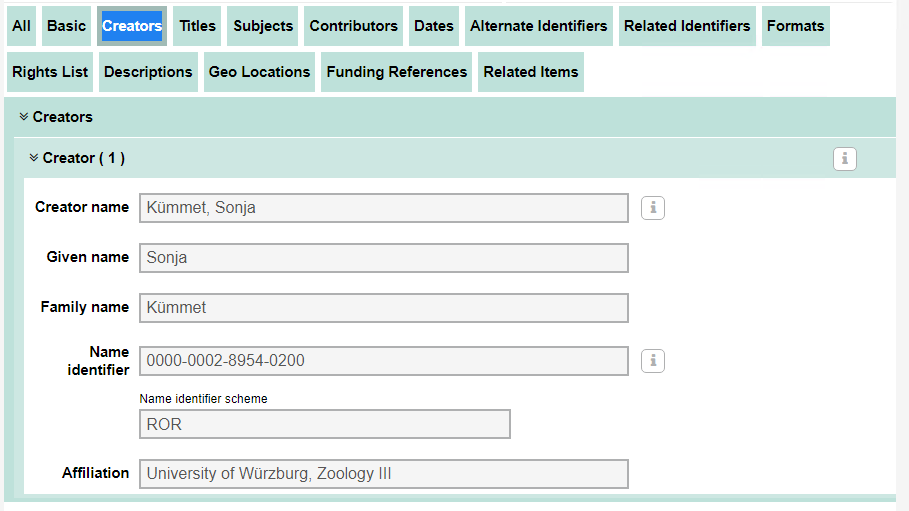 All Basic Creators Titles Subjects Contributors Dates Alternate Identifiers Related Identifiers Formats
Rights List Descriptions Geo Locations Funding References Related Items
Creators
Creator ( 1 )
i
Creator name Kümmet, Sonja i
Given name Sonja
Family name Kümmet
Name
identifier 0000-0002-8954-0200 i
Name identifier scheme
ROR
Affiliation University of Würzburg, Zoology III